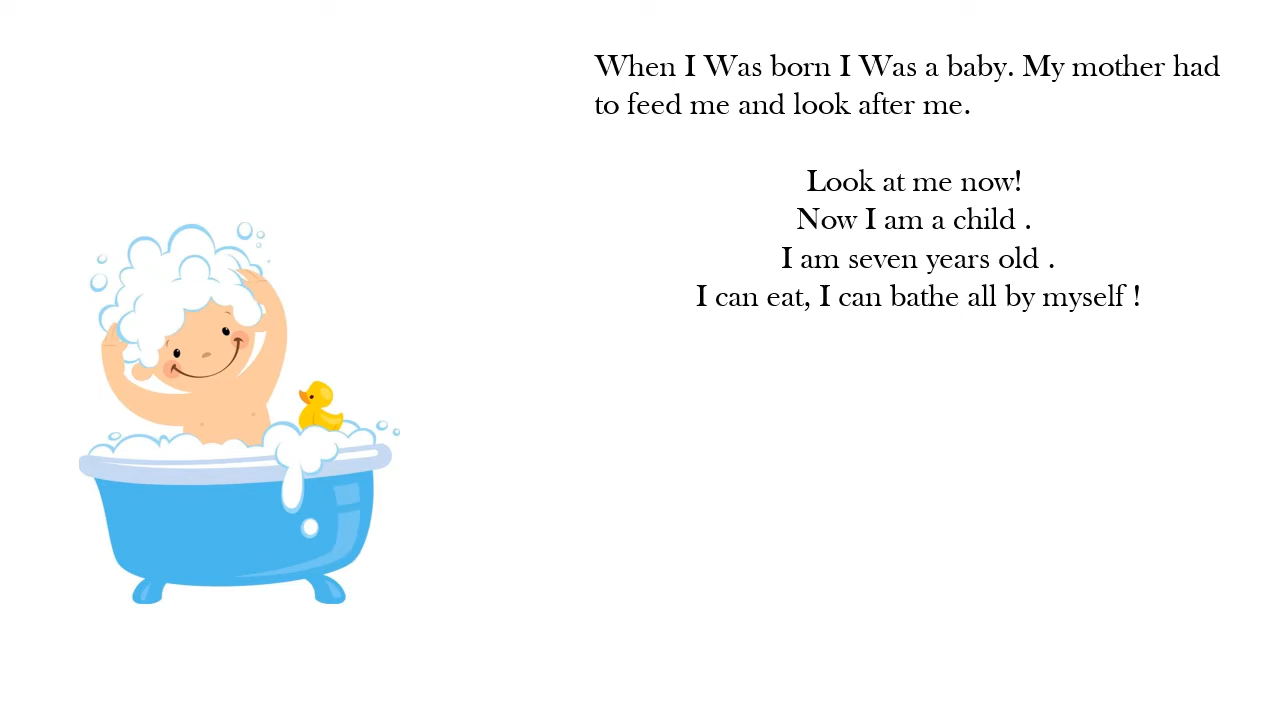 When I Was born I Was a baby. My mother had
to feed me and look after me.
Look at me now!
Now I am a child .
I am seven years old .
I can eat, I can bathe all by myself !